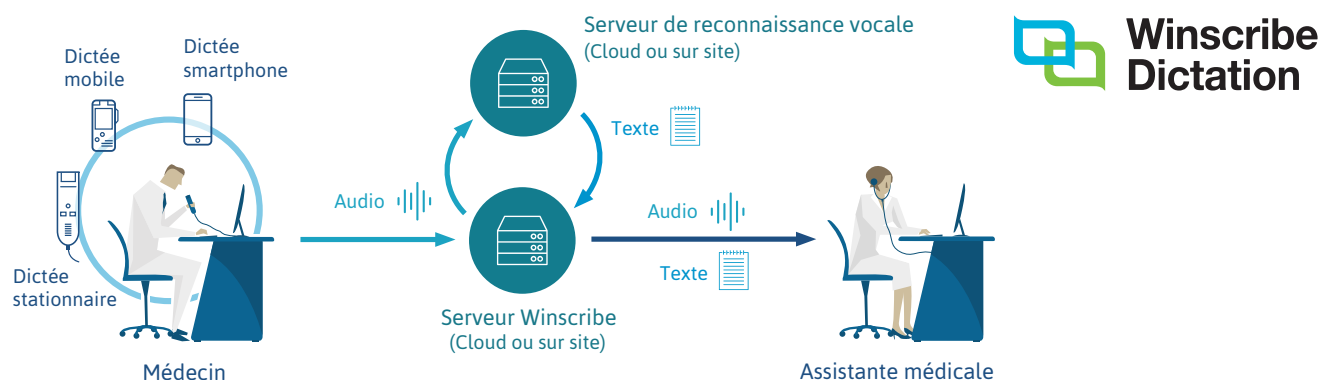 Serveur de reconnaissance vocale
(Cloud ou sur site)
Winscribe
Dictation
Dictée
mobile
Dictée
smartphone
Texte
Audio
Audio
Texte
Dictée
stationnaire
Serveur Winscribe
(Cloud ou sur site)
Médecin
Assistante médicale